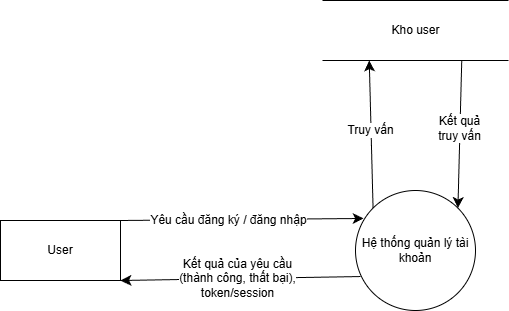 Kho user
Truy vấn
Kết quả
truy vấn
Yêu cầu đăng ký / đăng nhập
User
Hệ thống quản lý tài
khoản
Kết quả của yêu cầu
(thành công, thất bại),
token/session